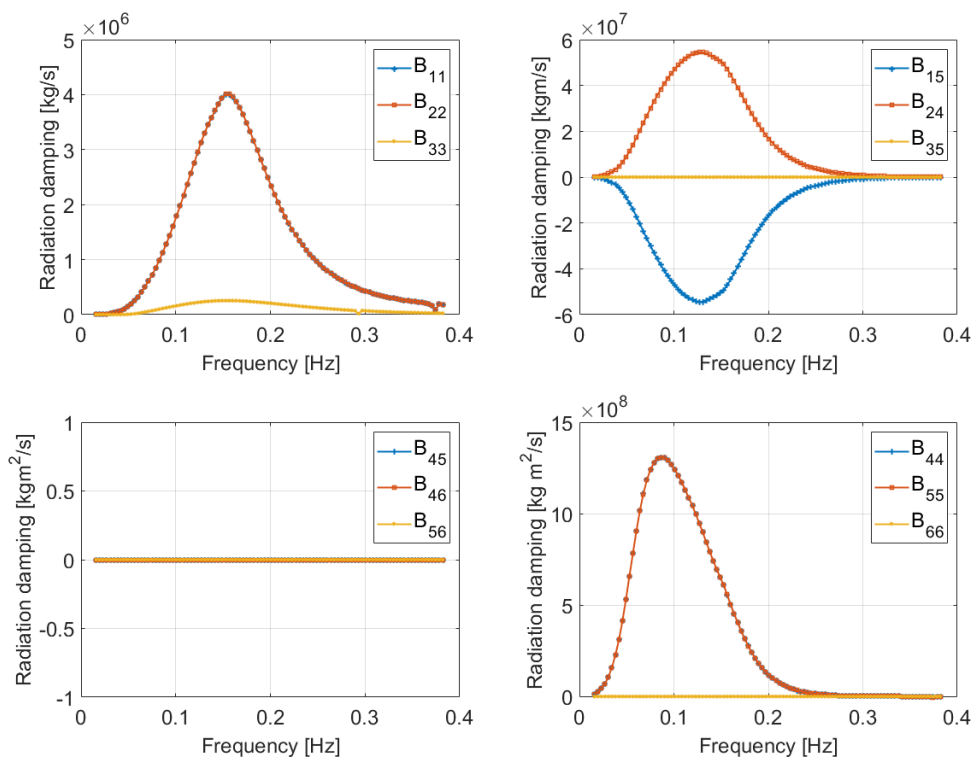 ×10⁶
5
4
3
2
1
0
Radiation damping [kg/s]
0 0.1 0.2 0.3 0.4
Frequency [Hz]
B₁₁
B₂₂
B₃₃
×10⁷
6
4
2
0
-2
-4
-6
Radiation damping [kgm/s]
0 0.1 0.2 0.3 0.4
Frequency [Hz]
B₁₅
B₂₄
B₃₅
1
0.5
0
-0.5
-1
Radiation damping [kgm²/s]
0 0.1 0.2 0.3 0.4
Frequency [Hz]
B₄₅
B₄₆
B₅₆
×10⁸
15
10
5
0
Radiation damping [kg m²/s]
0 0.1 0.2 0.3 0.4
Frequency [Hz]
B₄₄
B₅₅
B₆₆